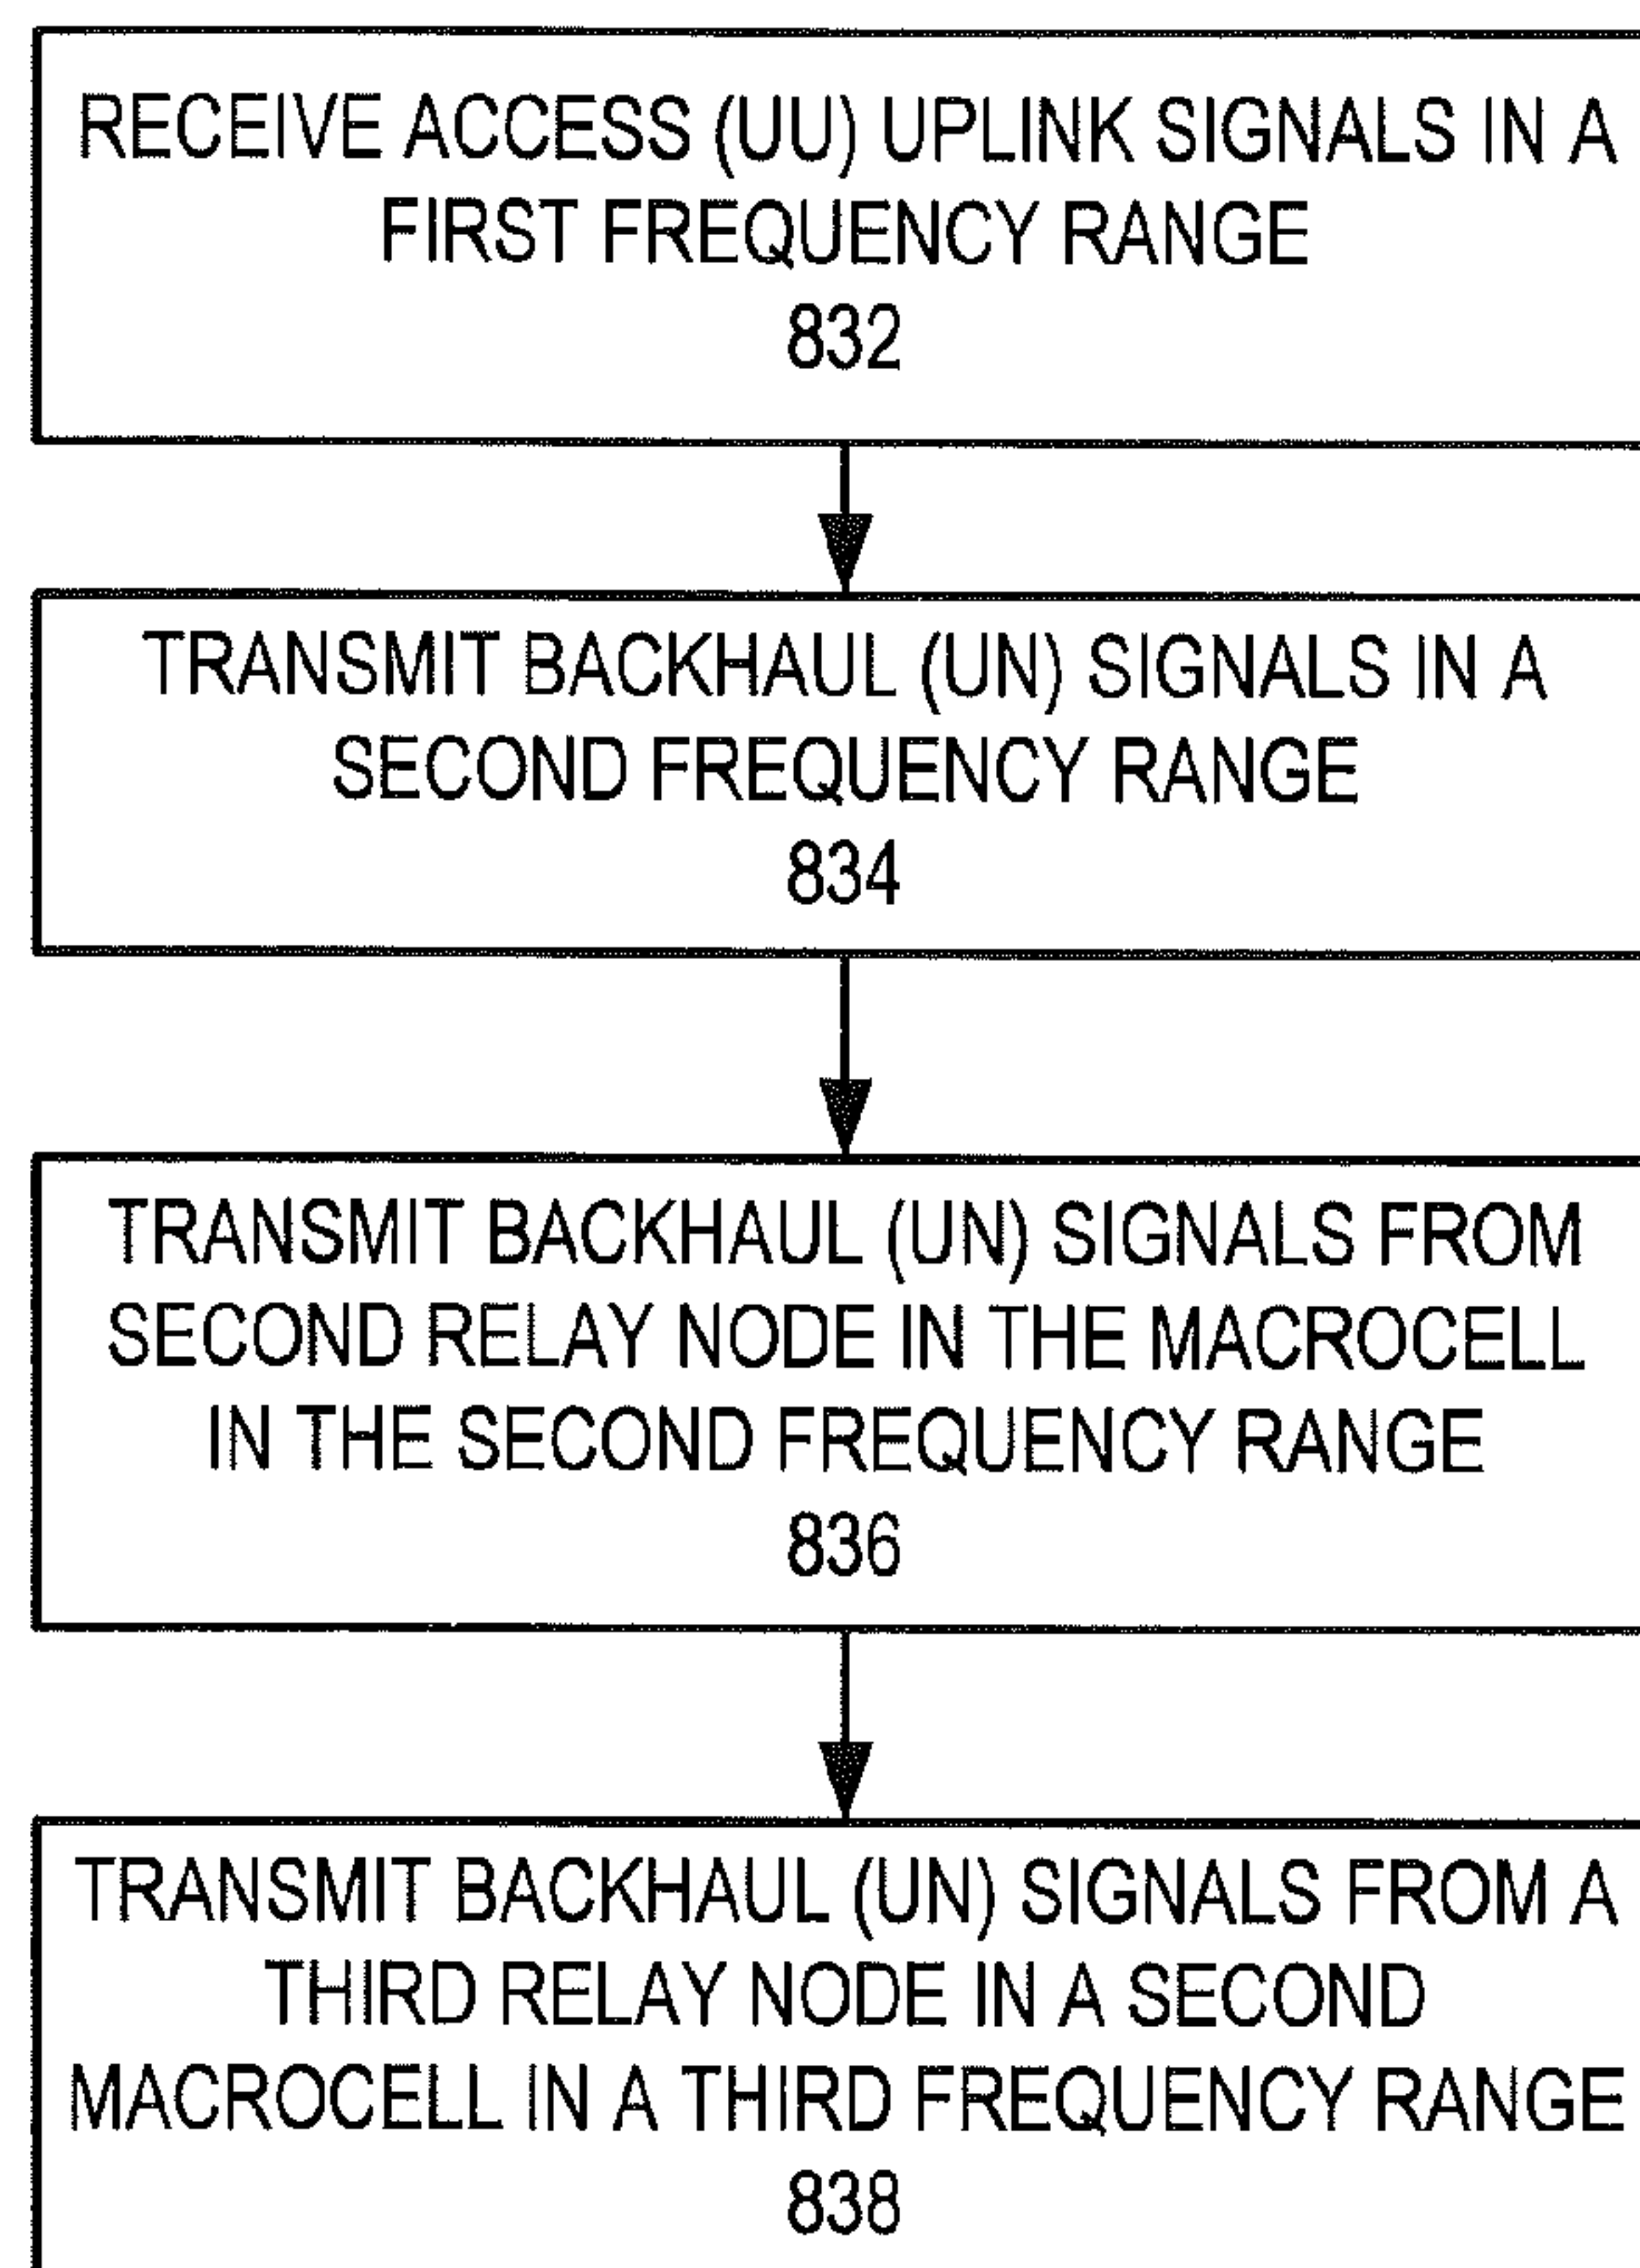 RECEIVE ACCESS (UU) UPLINK SIGNALS IN A
FIRST FREQUENCY RANGE
832
TRANSMIT BACKHAUL (UN) SIGNALS IN A
SECOND FREQUENCY RANGE
834
TRANSMIT BACKHAUL (UN) SIGNALS FROM
SECOND RELAY NODE IN THE MACROCELL
IN THE SECOND FREQUENCY RANGE
836
TRANSMIT BACKHAUL (UN) SIGNALS FROM A
THIRD RELAY NODE IN A SECOND
MACROCELL IN A THIRD FREQUENCY RANGE
838